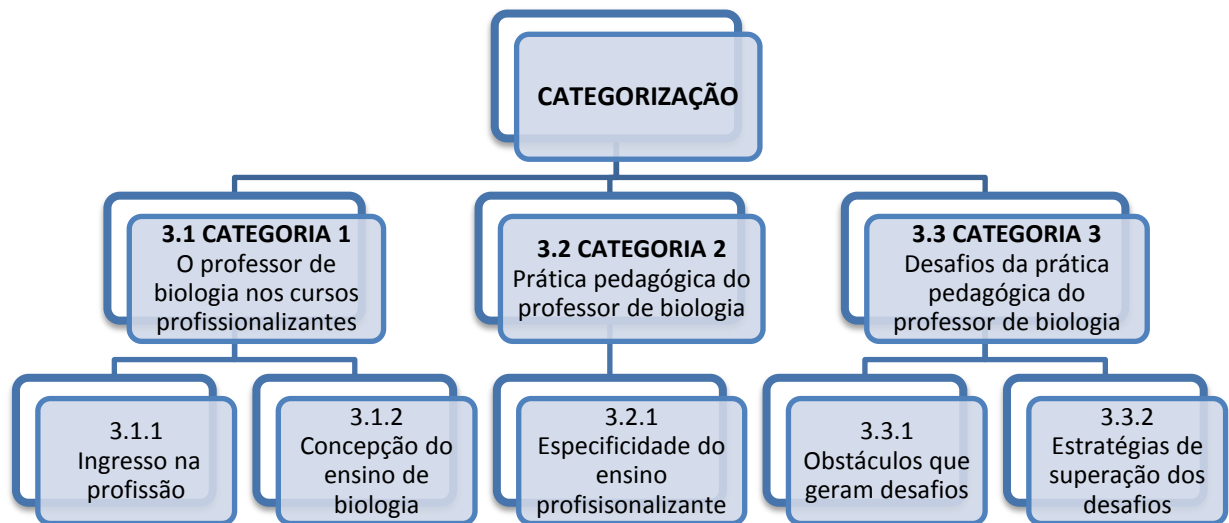 CATEGORIZAÇÃO
3.1 CATEGORIA 1
O professor de
biologia nos cursos
profissionalizantes
3.2 CATEGORIA 2
Prática pedagógica do
professor de biologia
3.3 CATEGORIA 3
Desafios da prática
pedagógica do
professor de biologia
3.1.1
Ingresso na
profissão
3.1.2
Concepção do
ensino de
biologia
3.2.1
Especificidade do
ensino
profisisonalizante
3.3.1
Obstáculos que
geram desafios
3.3.2
Estratégias de
superação dos
desafios